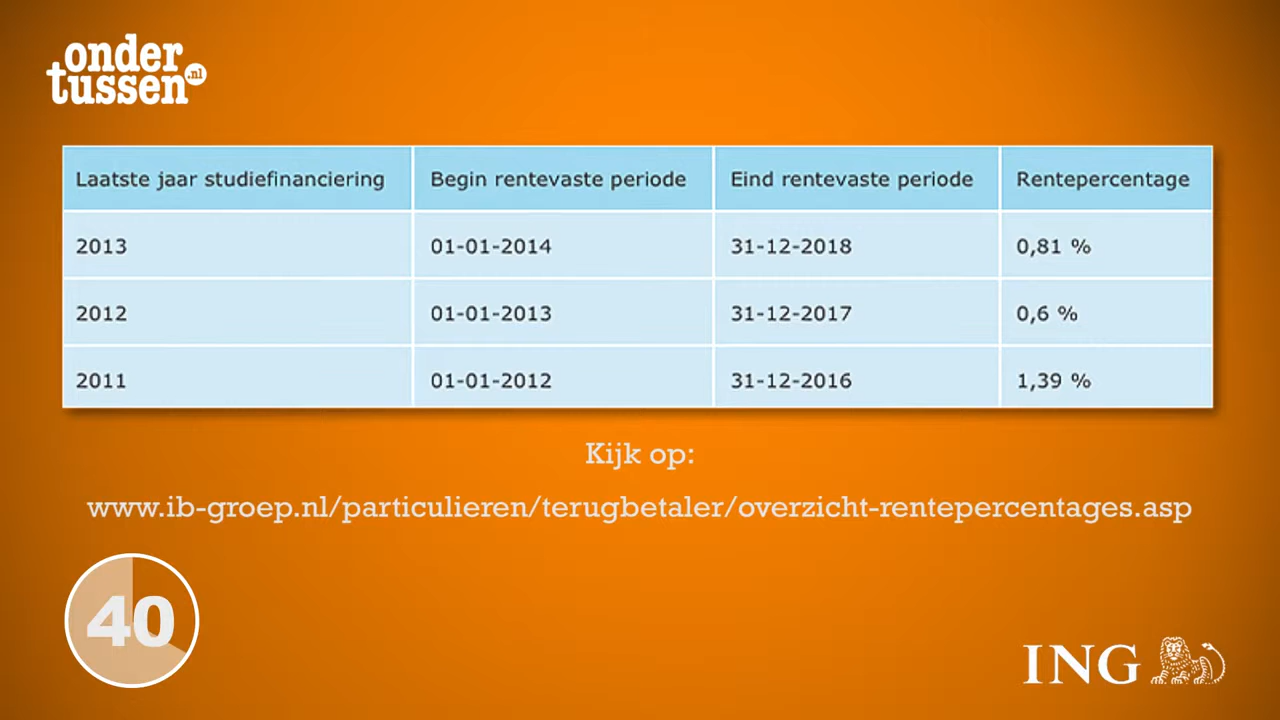 onder
tussen.nl
Laatste jaar studiefinanciering Begin rentevaste periode Eind rentevaste periode Rentepercentage
2013 01-01-2014 31-12-2018 0,81 %
2012 01-01-2013 31-12-2017 0,6 %
2011 01-01-2012 31-12-2016 1,39 %
Kijk op:
www.ib-groep.nl/particulieren/terugbetaler/overzicht-rentepercentages.asp
40
ING